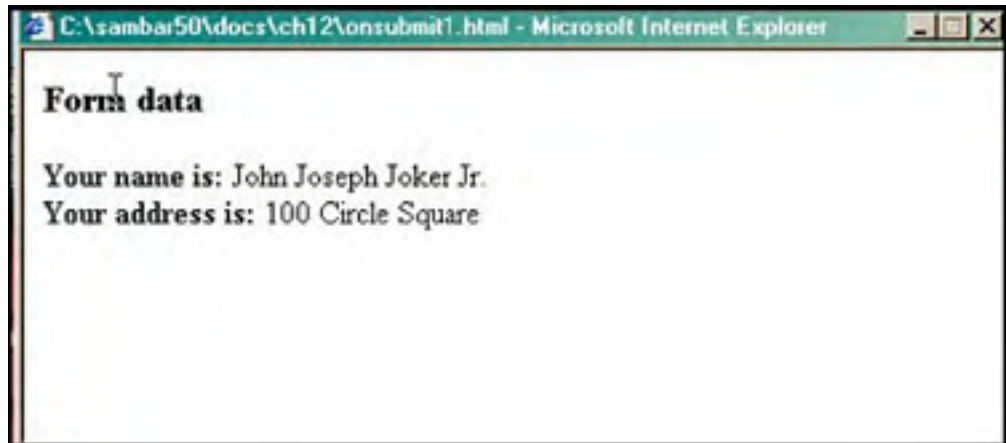 C:\sambar50\docs\ch12\onsubmit1.html - Microsoft Internet Explorer
Form data
Your name is: John Joseph Joker Jr.
Your address is: 100 Circle Square